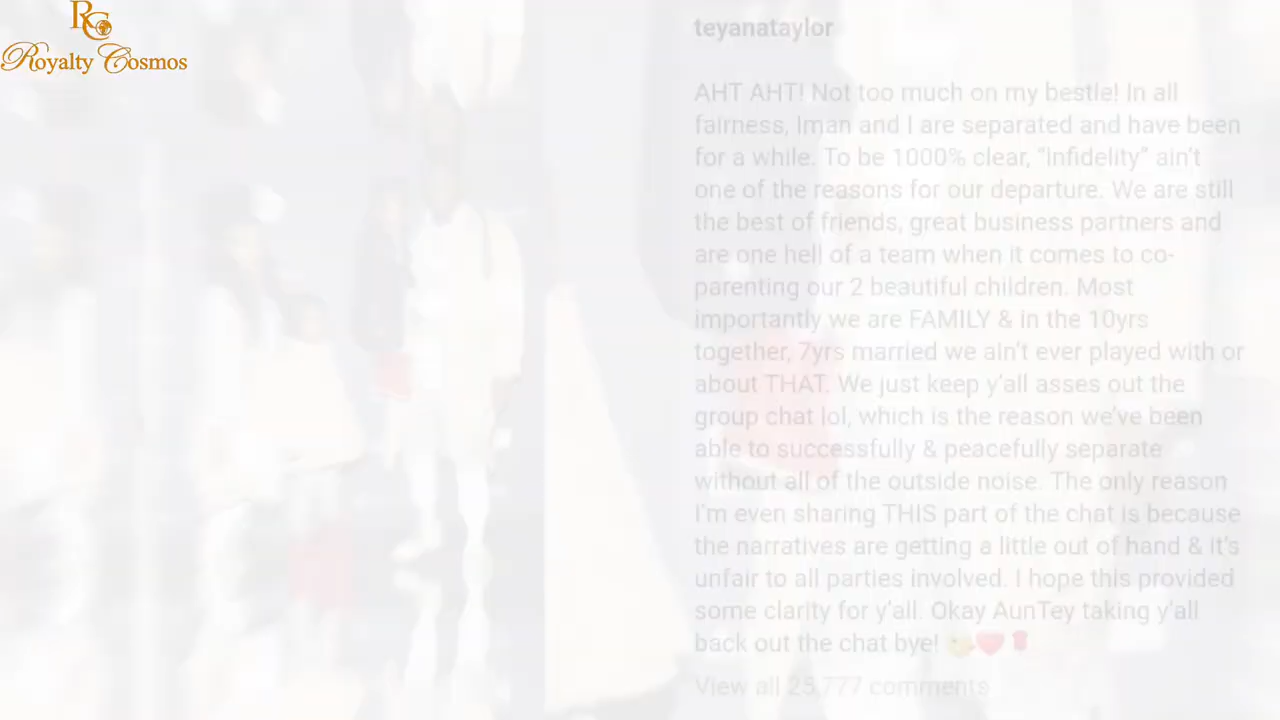 RC
Royalty Cosmos
teyanataylor
AHT AHT! Not too much on my bestie! In all
fairness, Iman and I are separated and have been
for a while. To be 1000% clear, “Infidelity” ain’t
one of the reasons for our departure. We are still
the best of friends, great business partners and
are one hell of a team when it comes to co-
parenting our 2 beautiful children. Most
importantly we are FAMILY & in the 10yrs
together, 7yrs married we ain’t ever played with or
about THAT. We just keep y’all asses out the
group chat lol, which is the reason we’ve been
able to successfully & peacefully separate
without all of the outside noise. The only reason
I’m even sharing THIS part of the chat is because
the narratives are getting a little out of hand & it’s
unfair to all parties involved. I hope this provided
some clarity for y’all. Okay AunTey taking y’all
back out the chat bye! 😘❤️🌹
View all 25,777 comments